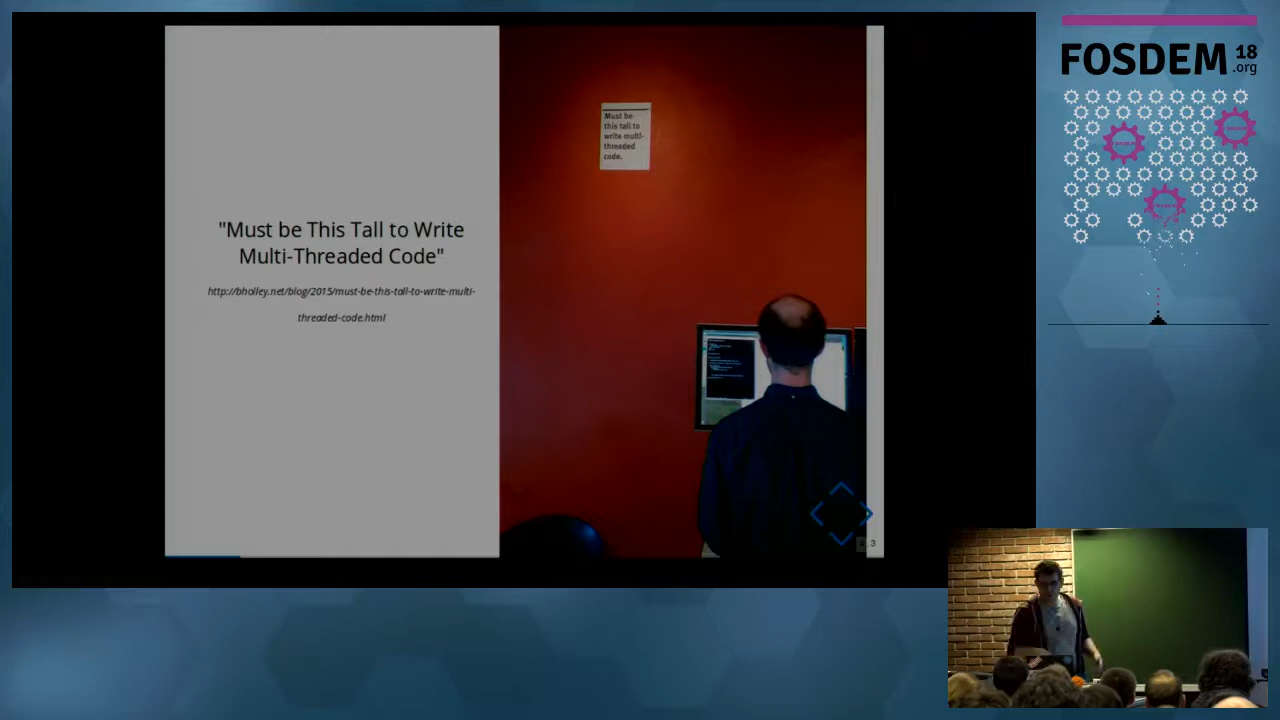 "Must be This Tall to Write
Multi-Threaded Code"
http://bholley.net/blog/2015/must-be-this-tall-to-write-multi-
threaded-code.html
Must be
this tall to
write multi-
threaded
code.
3
FOSDEM 18
.org